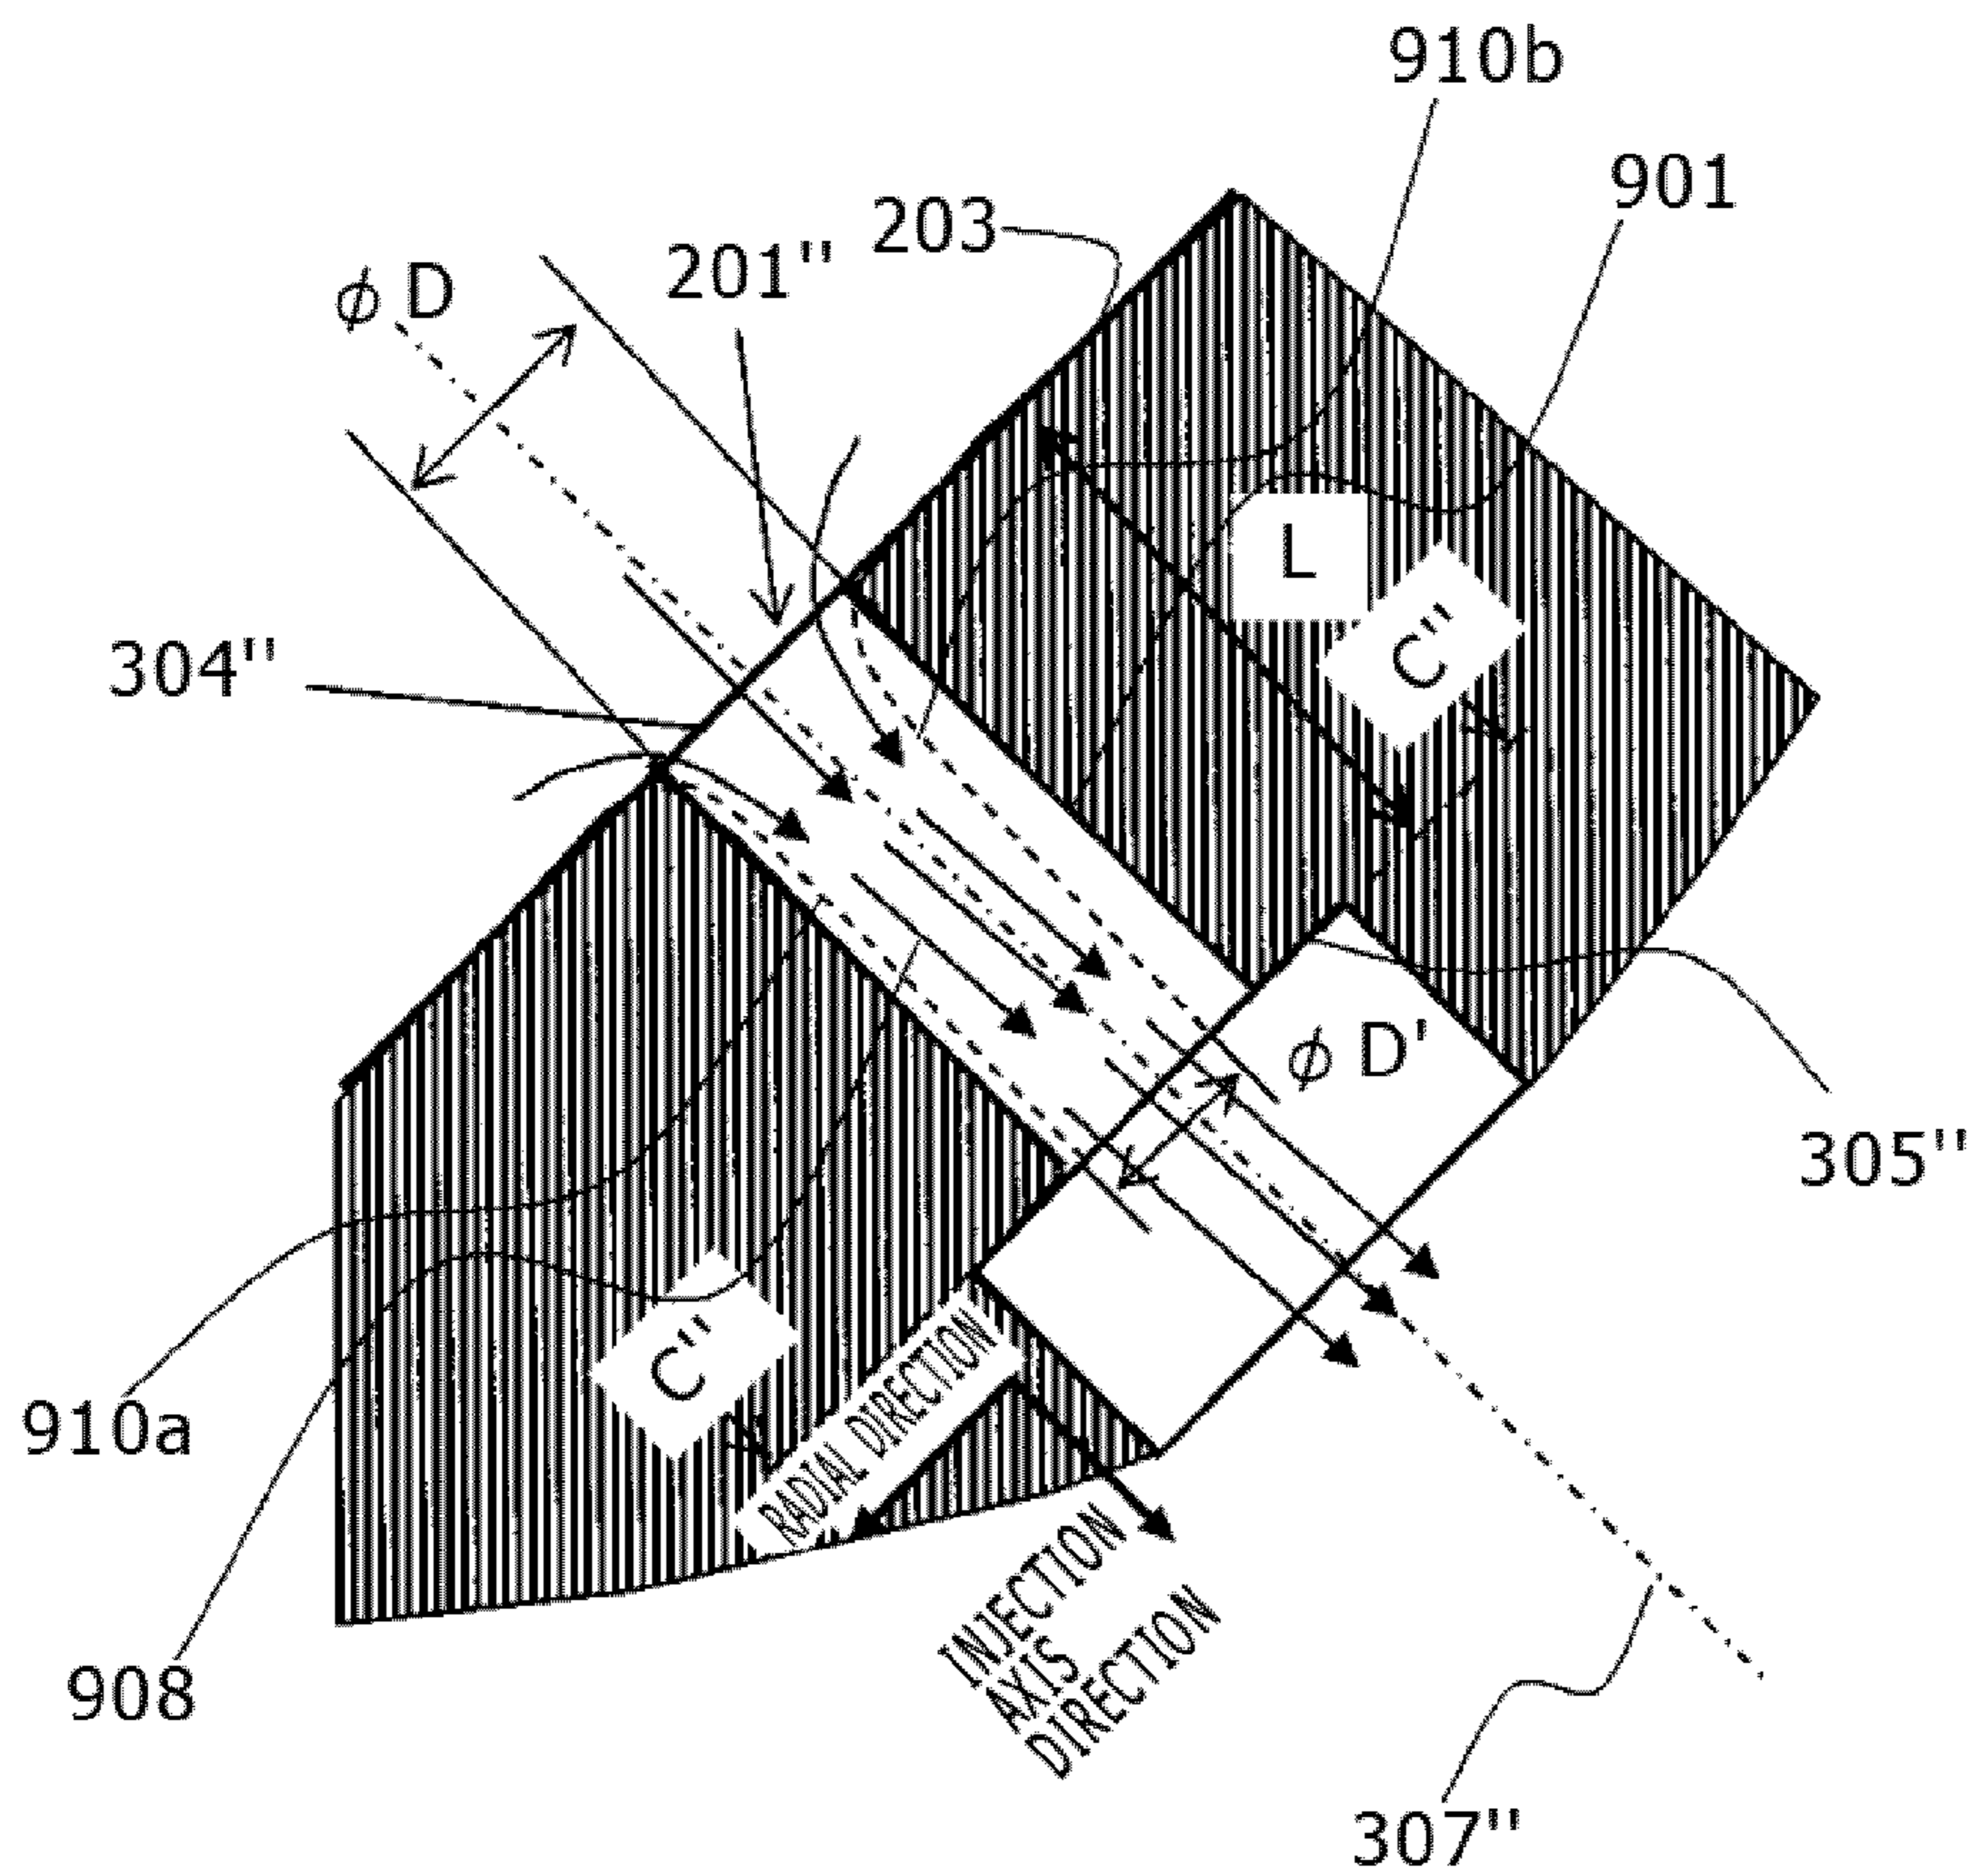 910b
901
203
201''
φ D
L
C''
304''
φ D'
305''
C''
RADIAL DIRECTION
910a
INJECTION
AXIS
DIRECTION
908
307''